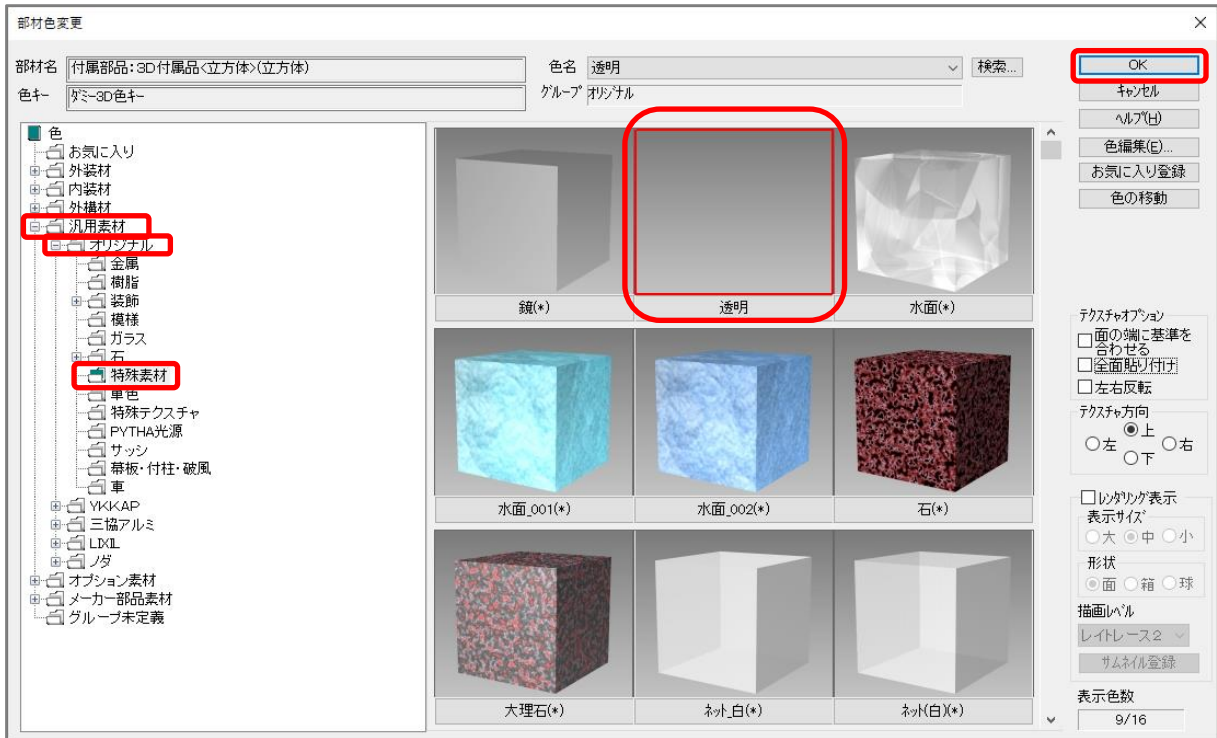 部材色変更
部材名 付属部品:3D付属品<立方体>(立方体)
色名 透明
検索...
色キー ダミー3D色キー
グループ オリジナル
OK
キャンセル
ヘルプ(H)
色編集(E)...
お気に入り登録
色の移動
色
お気に入り
外装材
内装材
外構材
汎用素材
オリジナル
金属
樹脂
装飾
模様
ガラス
石
特殊素材
単色
特殊テクスチャ
PYTHA光源
サッシ
幕板・付柱・破風
車
YKKAP
三協アルミ
LIXIL
ノダ
オプション素材
メーカー部品素材
グループ未定義
鏡(*)
透明
水面(*)
水面_001(*)
水面_002(*)
石(*)
大理石(*)
ネット_白(*)
ネット(白)(*)
テクスチャオプション
面の端に基準を
合わせる
全面貼り付け
左右反転
テクスチャ方向
上
左 右
下
レンダリング表示
表示サイズ
大 中 小
形状
面 箱 球
描画レベル
レイトレース2
サムネイル登録
表示色数
9/16